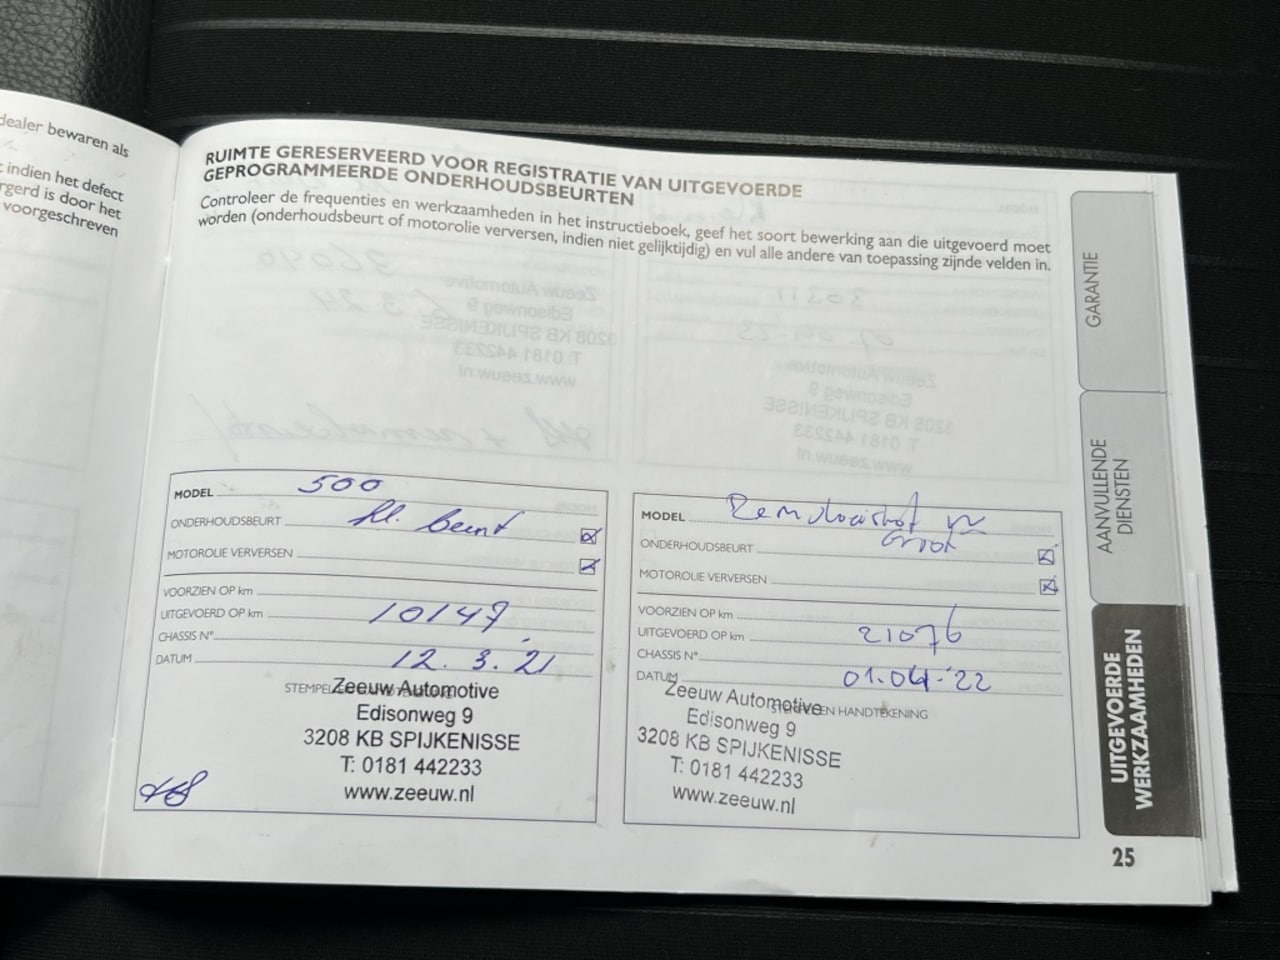 dealer bewaren als
t indien het defect
rgerd is door het
voorgeschreven
RUIMTE GERESERVEERD VOOR REGISTRATIE VAN UITGEVOERDE
GEPROGRAMMEERDE ONDERHOUDSBEURTEN
Controleer de frequenties en werkzaamheden in het instructieboek, geef het soort bewerking aan die uitgevoerd moet
worden (onderhoudsbeurt of motorolie verversen, indien niet gelijktijdig) en vul alle andere van toepassing zijnde velden in.
MODEL 500
ONDERHOUDSBEURT kl. beurt
MOTOROLIE VERVERSEN
VOORZIEN OP km
UITGEVOERD OP km 10147
CHASSIS N°
DATUM 12.3.'21
STEMPEL
Zeeuw Automotive
Edisonweg 9
3208 KB SPIJKENISSE
T: 0181 442233
www.zeeuw.nl
MODEL Remvloeistof vv
ONDERHOUDSBEURT Groot
MOTOROLIE VERVERSEN
VOORZIEN OP km
UITGEVOERD OP km 21076
CHASSIS N°
DATUM 01.04-'22
Zeeuw Automotive
EN HANDTEKENING
Edisonweg 9
3208 KB SPIJKENISSE
T: 0181 442233
www.zeeuw.nl
GARANTIE
AANVULLENDE
DIENSTEN
UITGEVOERDE
WERKZAAMHEDEN
25